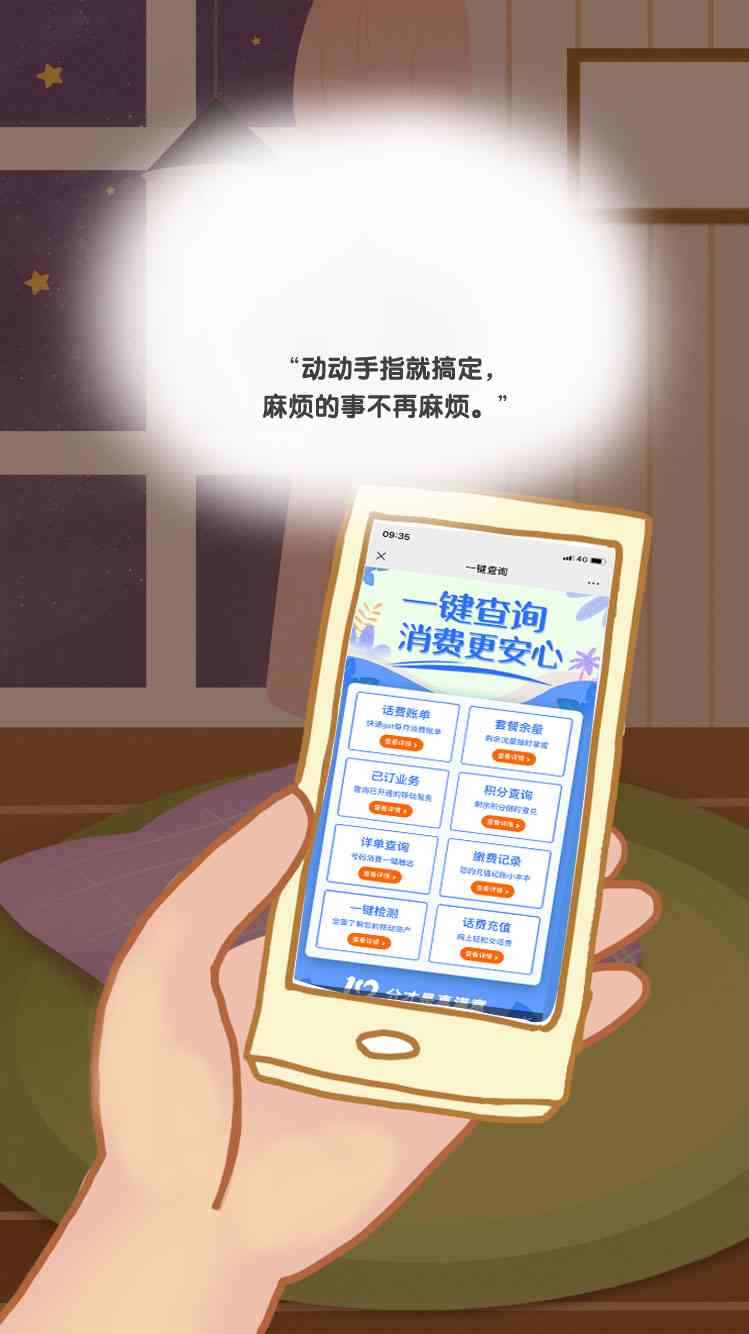 “动动手指就搞定，
麻烦的事不再麻烦。”
09:35
4G
一键查询
一键查询
消费更安心
话费账单
快速get每月消费账单
查看详情 >
套餐余量
剩余流量随时掌握
查看详情 >
已订业务
查询已开通的移动服务
查看详情 >
积分查询
剩余积分随时查兑
查看详情 >
详单查询
号码消费一键触达
查看详情 >
缴费记录
您的充值记账小本本
查看详情 >
一键检测
全面了解您的移动资产
查看详情 >
话费充值
网上轻松交话费
查看详情 >